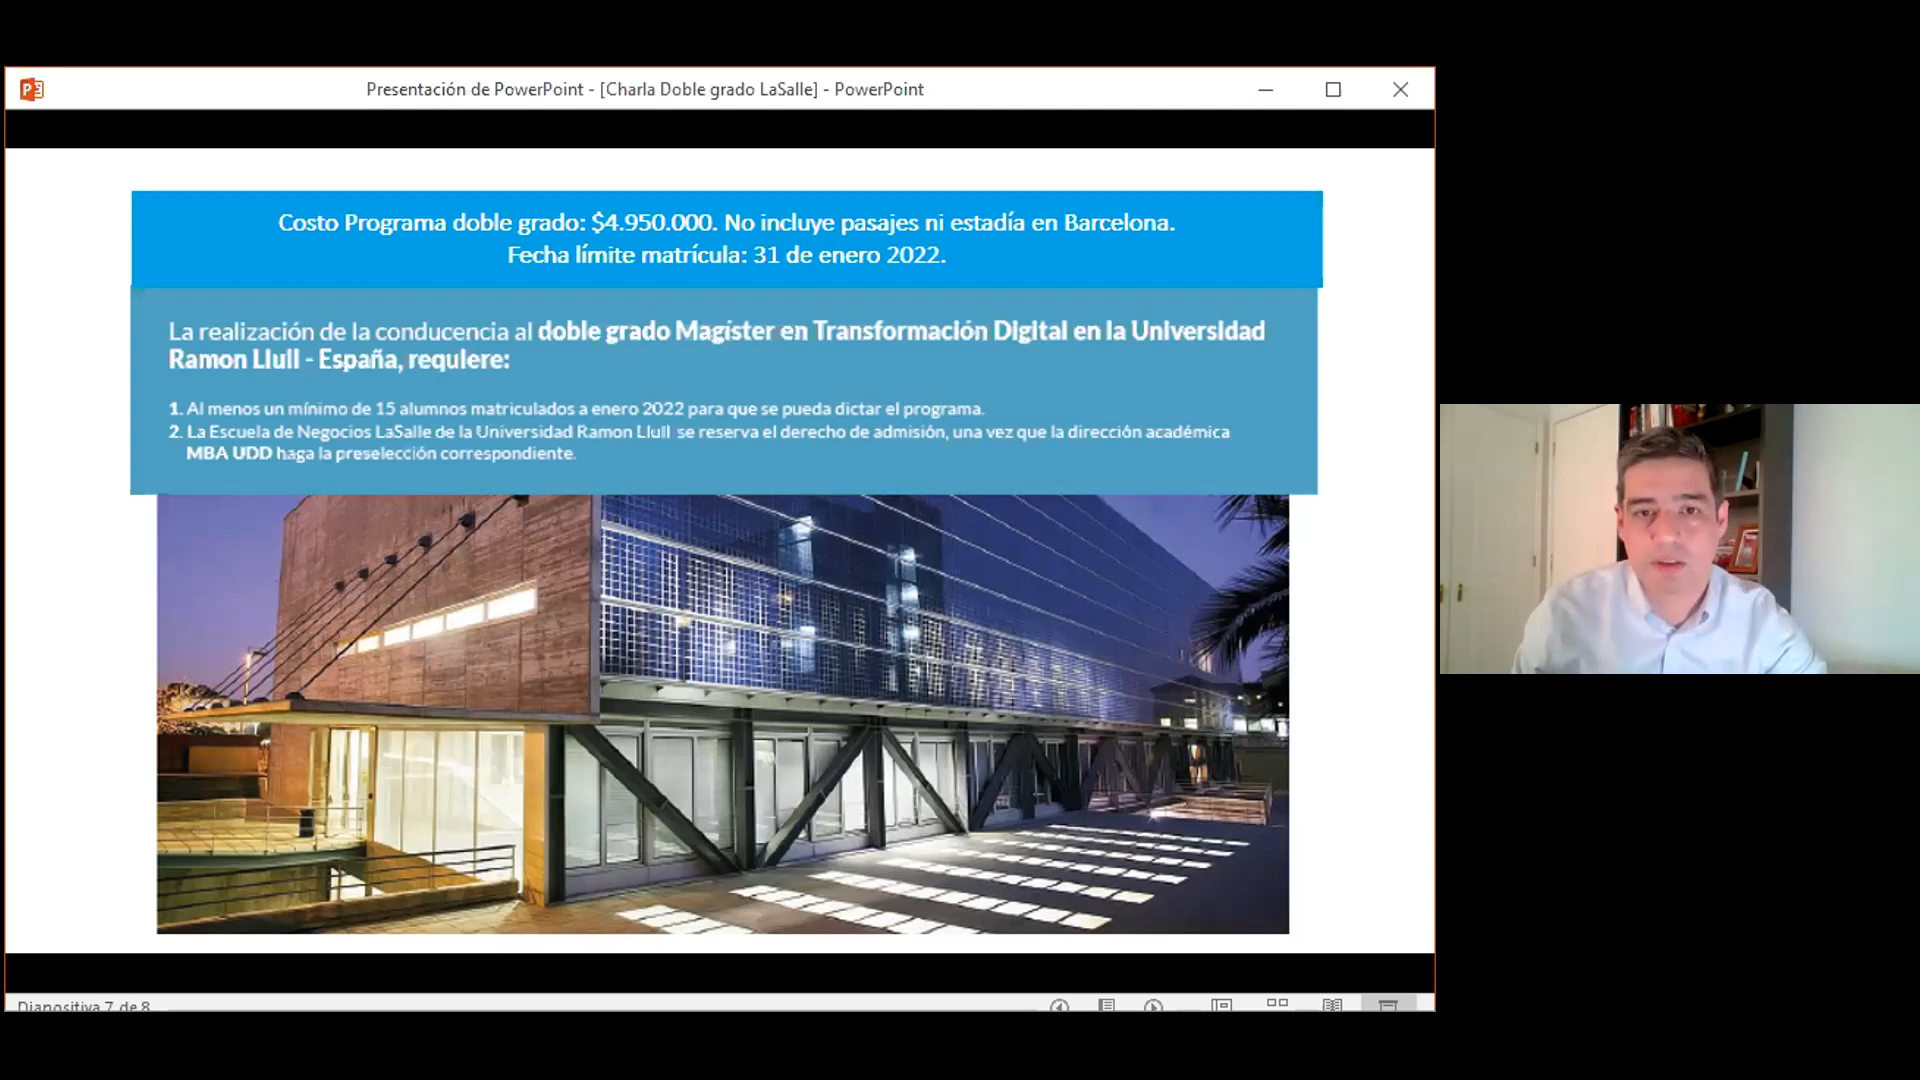 Presentación de PowerPoint - [Charla Doble grado LaSalle] - PowerPoint
Costo Programa doble grado: $4.950.000. No incluye pasajes ni estadía en Barcelona.
Fecha límite matrícula: 31 de enero 2022.
La realización de la conducencia al doble grado Magíster en Transformación Digital en la Universidad
Ramon Llull - España, requiere:
1. Al menos un mínimo de 15 alumnos matriculados a enero 2022 para que se pueda dictar el programa.
2. La Escuela de Negocios LaSalle de la Universidad Ramon Llull se reserva el derecho de admisión, una vez que la dirección académica
MBA UDD haga la preselección correspondiente.
Diapositiva 7 de 8